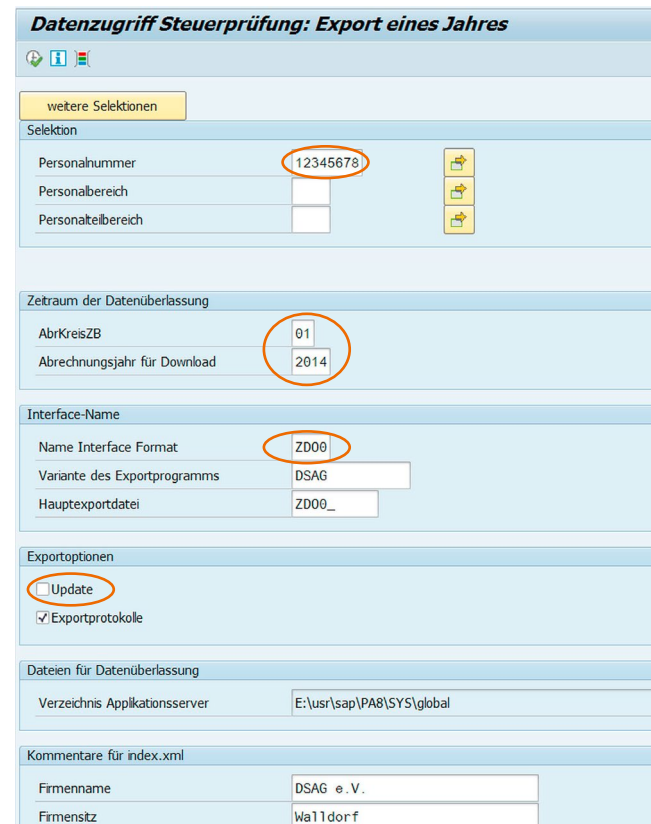 Datenzugriff Steuerprüfung: Export eines Jahres
weitere Selektionen
Selektion
Personalnummer 12345678
Personalbereich
Personalteilbereich
Zeitraum der Datenüberlassung
AbrKreisZB 01
Abrechnungsjahr für Download 2014
Interface-Name
Name Interface Format ZDO0
Variante des Exportprogramms DSAG
Hauptexportdatei ZDO0_
Exportoptionen
Update
Exportprotokolle
Dateien für Datenüberlassung
Verzeichnis Applikationsserver E:\usr\sap\PA8\SYS\global
Kommentare für index.xml
Firmenname DSAG e.V.
Firmensitz Walldorf